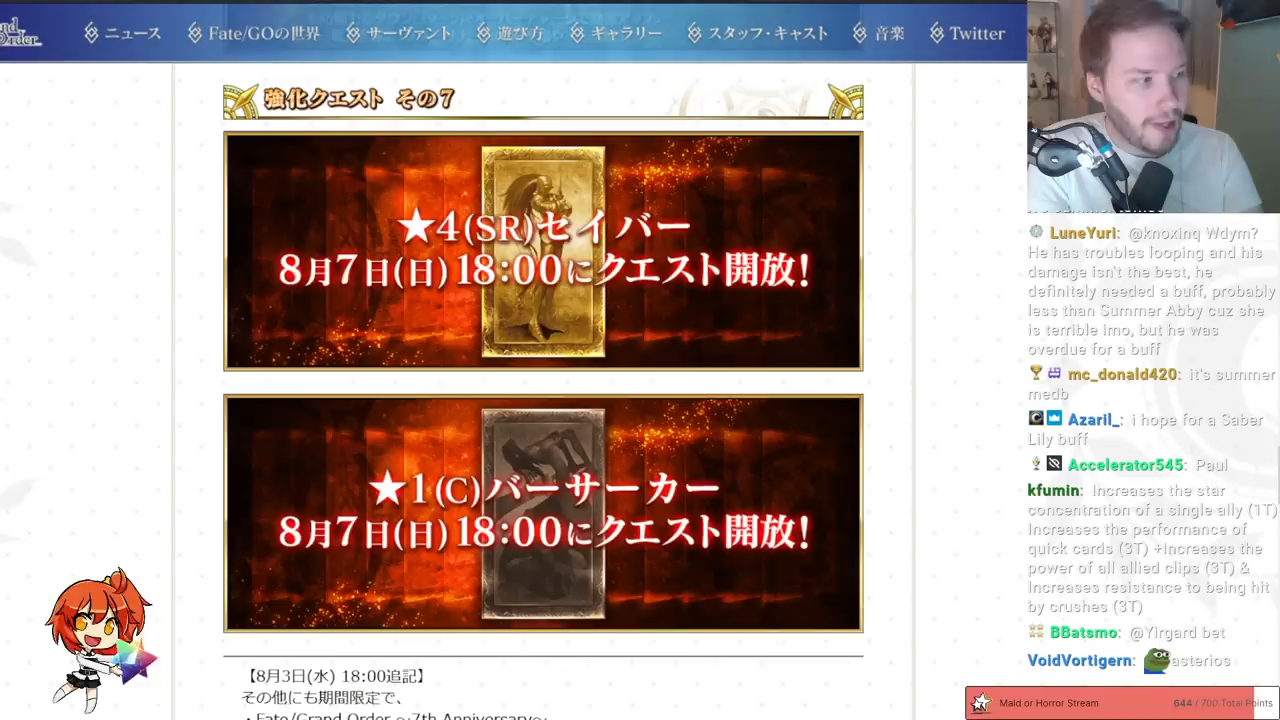 nd
Order
ニュース
Fate/GOの世界
サーヴァント
遊び方
ギャラリー
スタッフ・キャスト
音楽
Twitter
強化クエスト その7
★4(SR)セイバー
8月7日(日)18:00にクエスト開放!
★1(C)バーサーカー
8月7日(日)18:00にクエスト開放!
【8月3日(水) 18:00追記】
その他にも期間限定で、
・Fate/Grand Order ～7th Anniversary～
LuneYuri: @knoxinq Wdym?
He has troubles looping and his
damage isn't the best, he
definitely needed a buff, probably
less than Summer Abby cuz she
is terrible imo, but he was
overdue for a buff
mc_donald420: it's summer
medb
Azaril_: i hope for a Saber
Lily buff
Accelerator545: Paul
kfumin: Increases the star
concentration of a single ally (1T)
Increases the performance of
quick cards (3T) +Increases the
power of all allied clips (3T) &
Increases resistance to being hit
by crushes (3T)
BBatsmo: @Yirgard bet
VoidVortigern: asterios
Maid or Horror Stream
644 / 700 Total Points